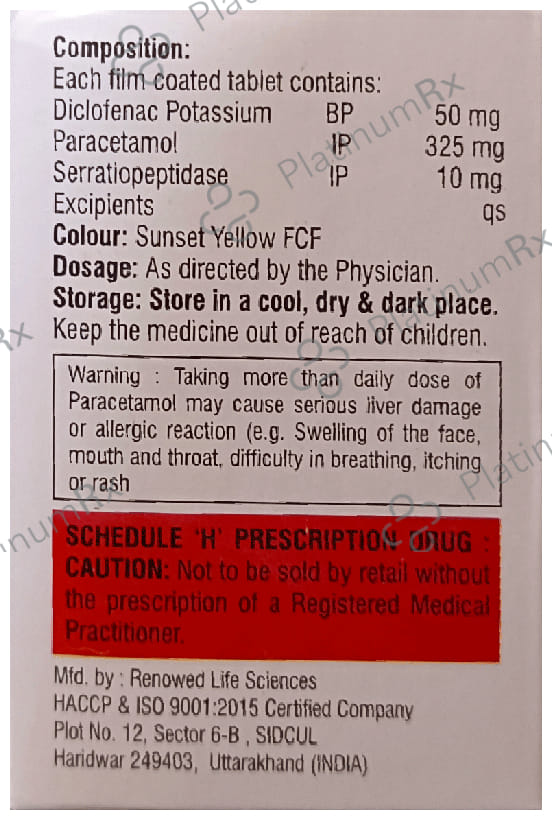 Composition:
Each film coated tablet contains:
Diclofenac Potassium BP 50 mg
Paracetamol IP 325 mg
Serratiopeptidase IP 10 mg
Excipients qs
Colour: Sunset Yellow FCF
Dosage: As directed by the Physician.
Storage: Store in a cool, dry & dark place.
Keep the medicine out of reach of children.
Warning : Taking more than daily dose of
Paracetamol may cause serious liver damage
or allergic reaction (e.g. Swelling of the face,
mouth and throat, difficulty in breathing, itching
or rash
SCHEDULE 'H' PRESCRIPTION DRUG :
CAUTION: Not to be sold by retail without
the prescription of a Registered Medical
Practitioner.
Mfd. by : Renowed Life Sciences
HACCP & ISO 9001:2015 Certified Company
Plot No. 12, Sector 6-B , SIDCUL
Haridwar 249403, Uttarakhand (INDIA)
PlatinumRx